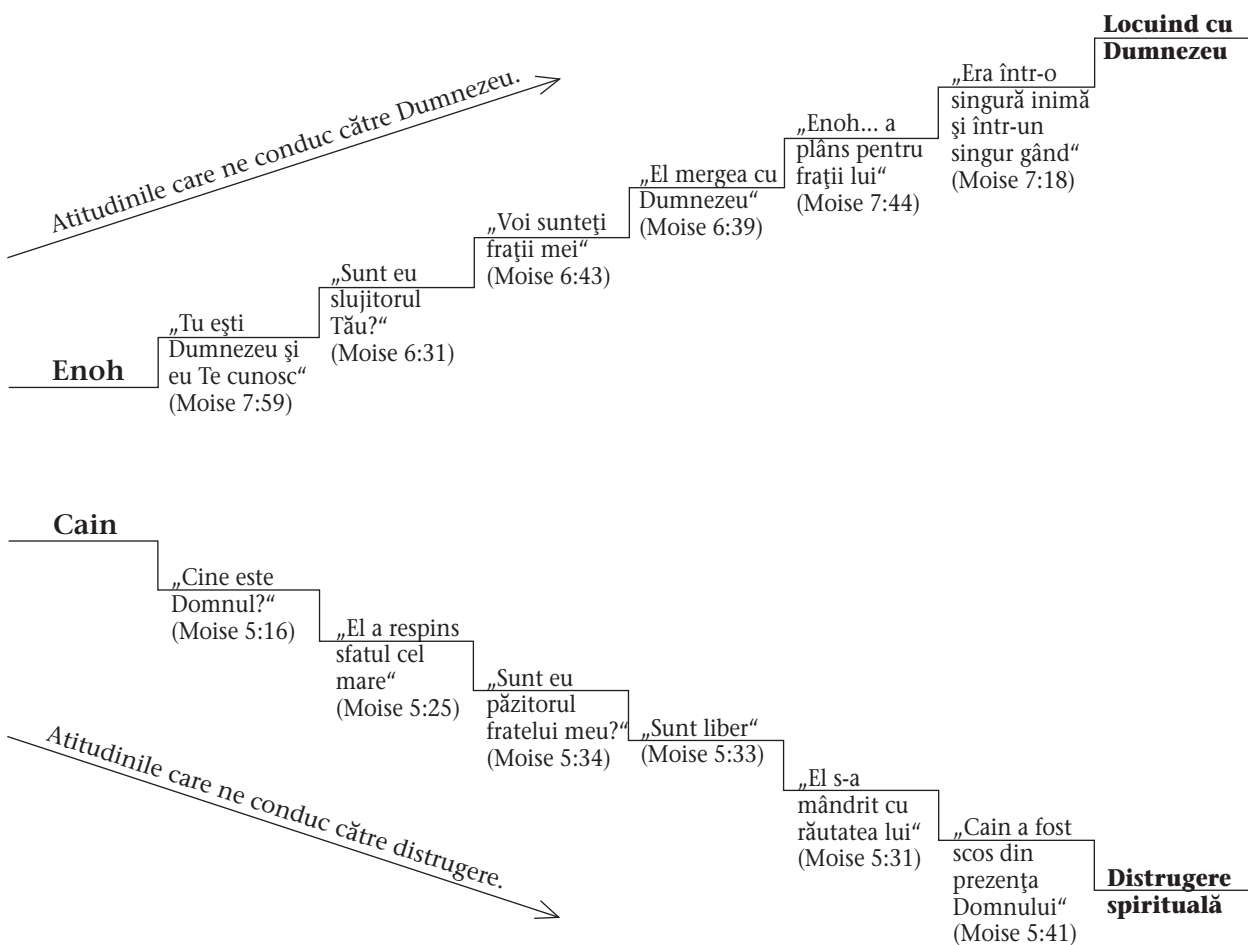 Atitudinile care ne conduc către Dumnezeu.
Enoh
„Tu eşti
Dumnezeu şi
eu Te cunosc“
(Moise 7:59)
„Sunt eu
slujitorul
Tău?“
(Moise 6:31)
„Voi sunteţi
fraţii mei“
(Moise 6:43)
„El mergea cu
Dumnezeu“
(Moise 6:39)
„Enoh... a
plâns pentru
fraţii lui“
(Moise 7:44)
„Era într-o
singură inimă
şi într-un
singur gând“
(Moise 7:18)
Locuind cu
Dumnezeu
Cain
„Cine este
Domnul?“
(Moise 5:16)
„El a respins
sfatul cel
mare“
(Moise 5:25)
„Sunt eu
păzitorul
fratelui meu?“
(Moise 5:34)
„Sunt liber“
(Moise 5:33)
„El s-a
mândrit cu
răutatea lui“
(Moise 5:31)
„Cain a fost
scos din
prezenţa
Domnului“
(Moise 5:41)
Distrugere
spirituală
Atitudinile care ne conduc către distrugere.